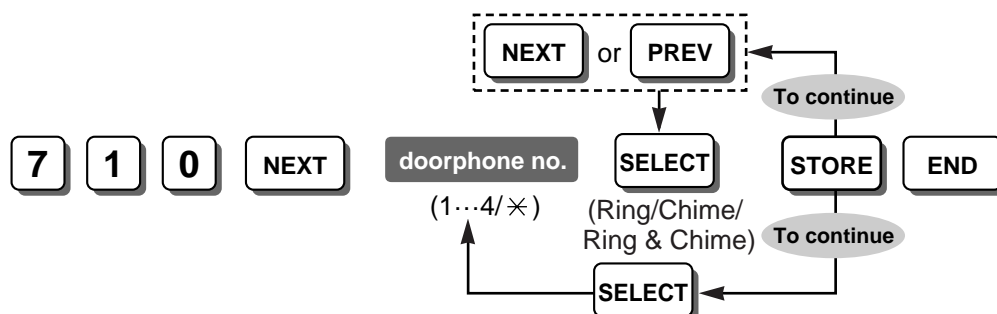 NEXT or PREV
To continue
7 1 0 NEXT doorphone no. SELECT STORE END
(1···4/✳)
(Ring/Chime/
Ring & Chime)
To continue
SELECT